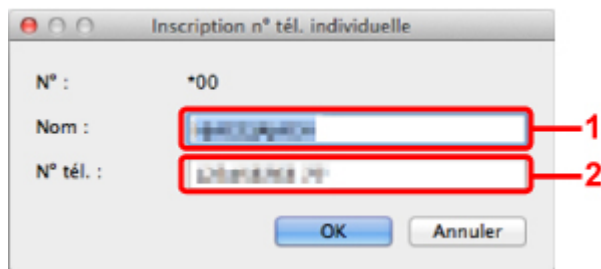 Inscription n° tél. individuelle
N° : *00
Nom : 1
N° tél. : 2
OK Annuler